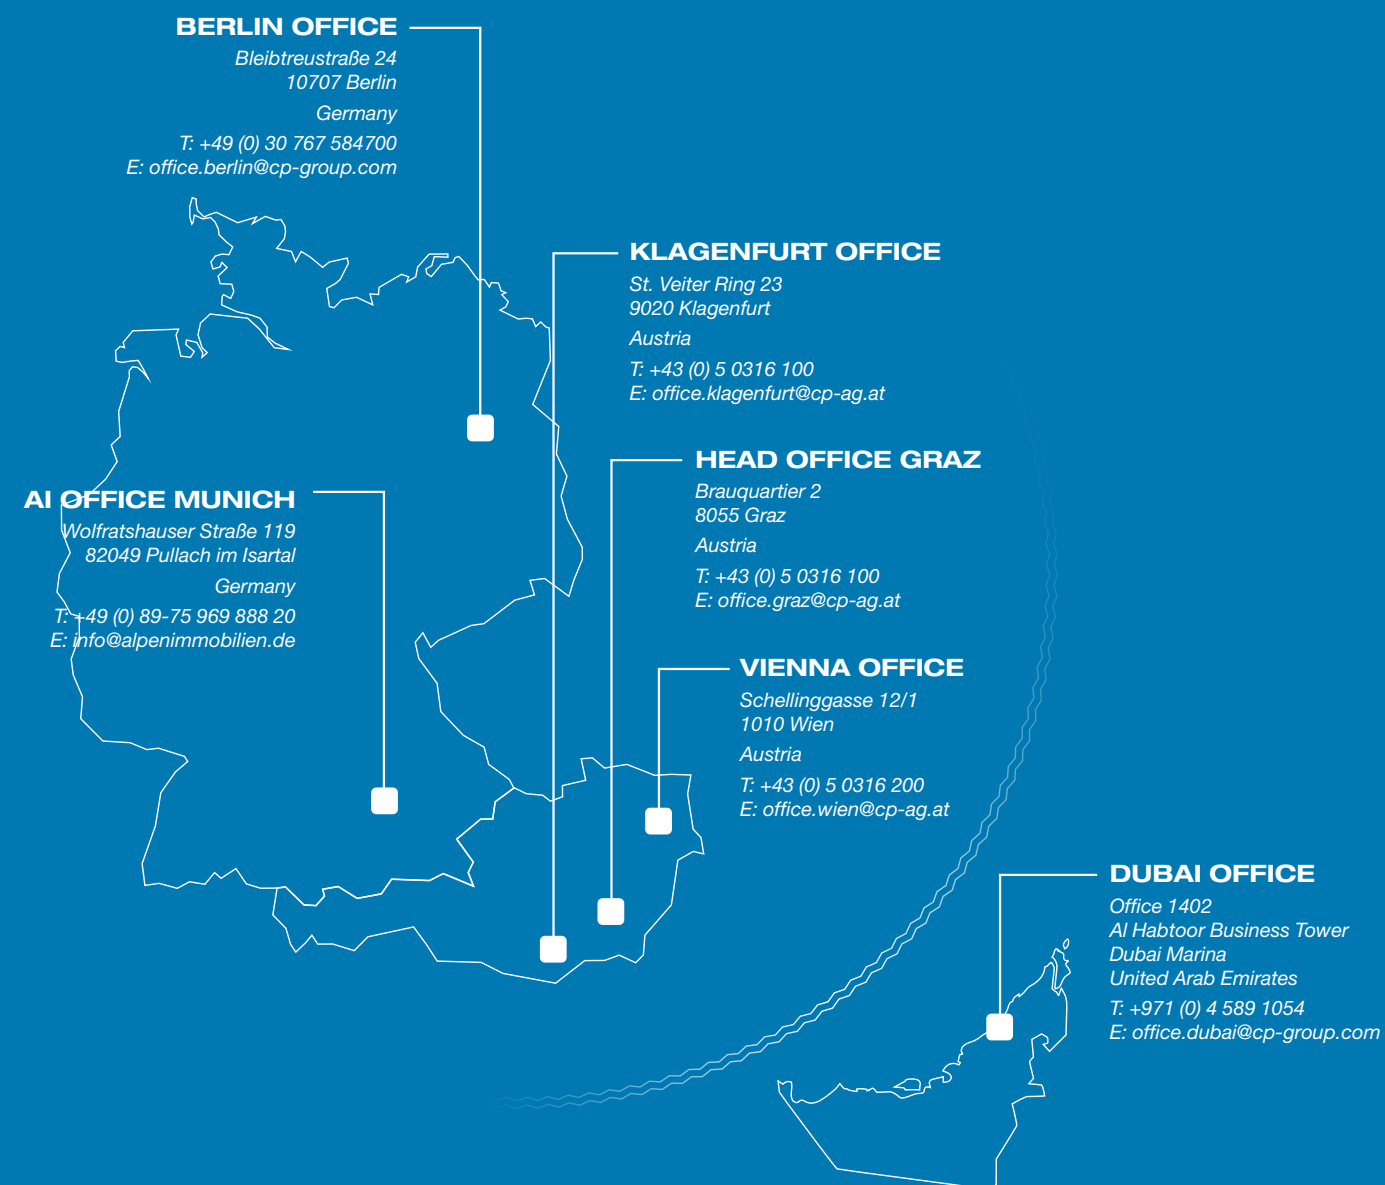 BERLIN OFFICE
Bleibtreustraße 24
10707 Berlin
Germany
T: +49 (0) 30 767 584700
E: office.berlin@cp-group.com
KLAGENFURT OFFICE
St. Veiter Ring 23
9020 Klagenfurt
Austria
T: +43 (0) 5 0316 100
E: office.klagenfurt@cp-ag.at
HEAD OFFICE GRAZ
Brauquartier 2
8055 Graz
Austria
T: +43 (0) 5 0316 100
E: office.graz@cp-ag.at
AI OFFICE MUNICH
Wolfratshauser Straße 119
82049 Pullach im Isartal
Germany
T: +49 (0) 89-75 969 888 20
E: info@alpenimmobilien.de
VIENNA OFFICE
Schellinggasse 12/1
1010 Wien
Austria
T: +43 (0) 5 0316 200
E: office.wien@cp-ag.at
DUBAI OFFICE
Office 1402
Al Habtoor Business Tower
Dubai Marina
United Arab Emirates
T: +971 (0) 4 589 1054
E: office.dubai@cp-group.com